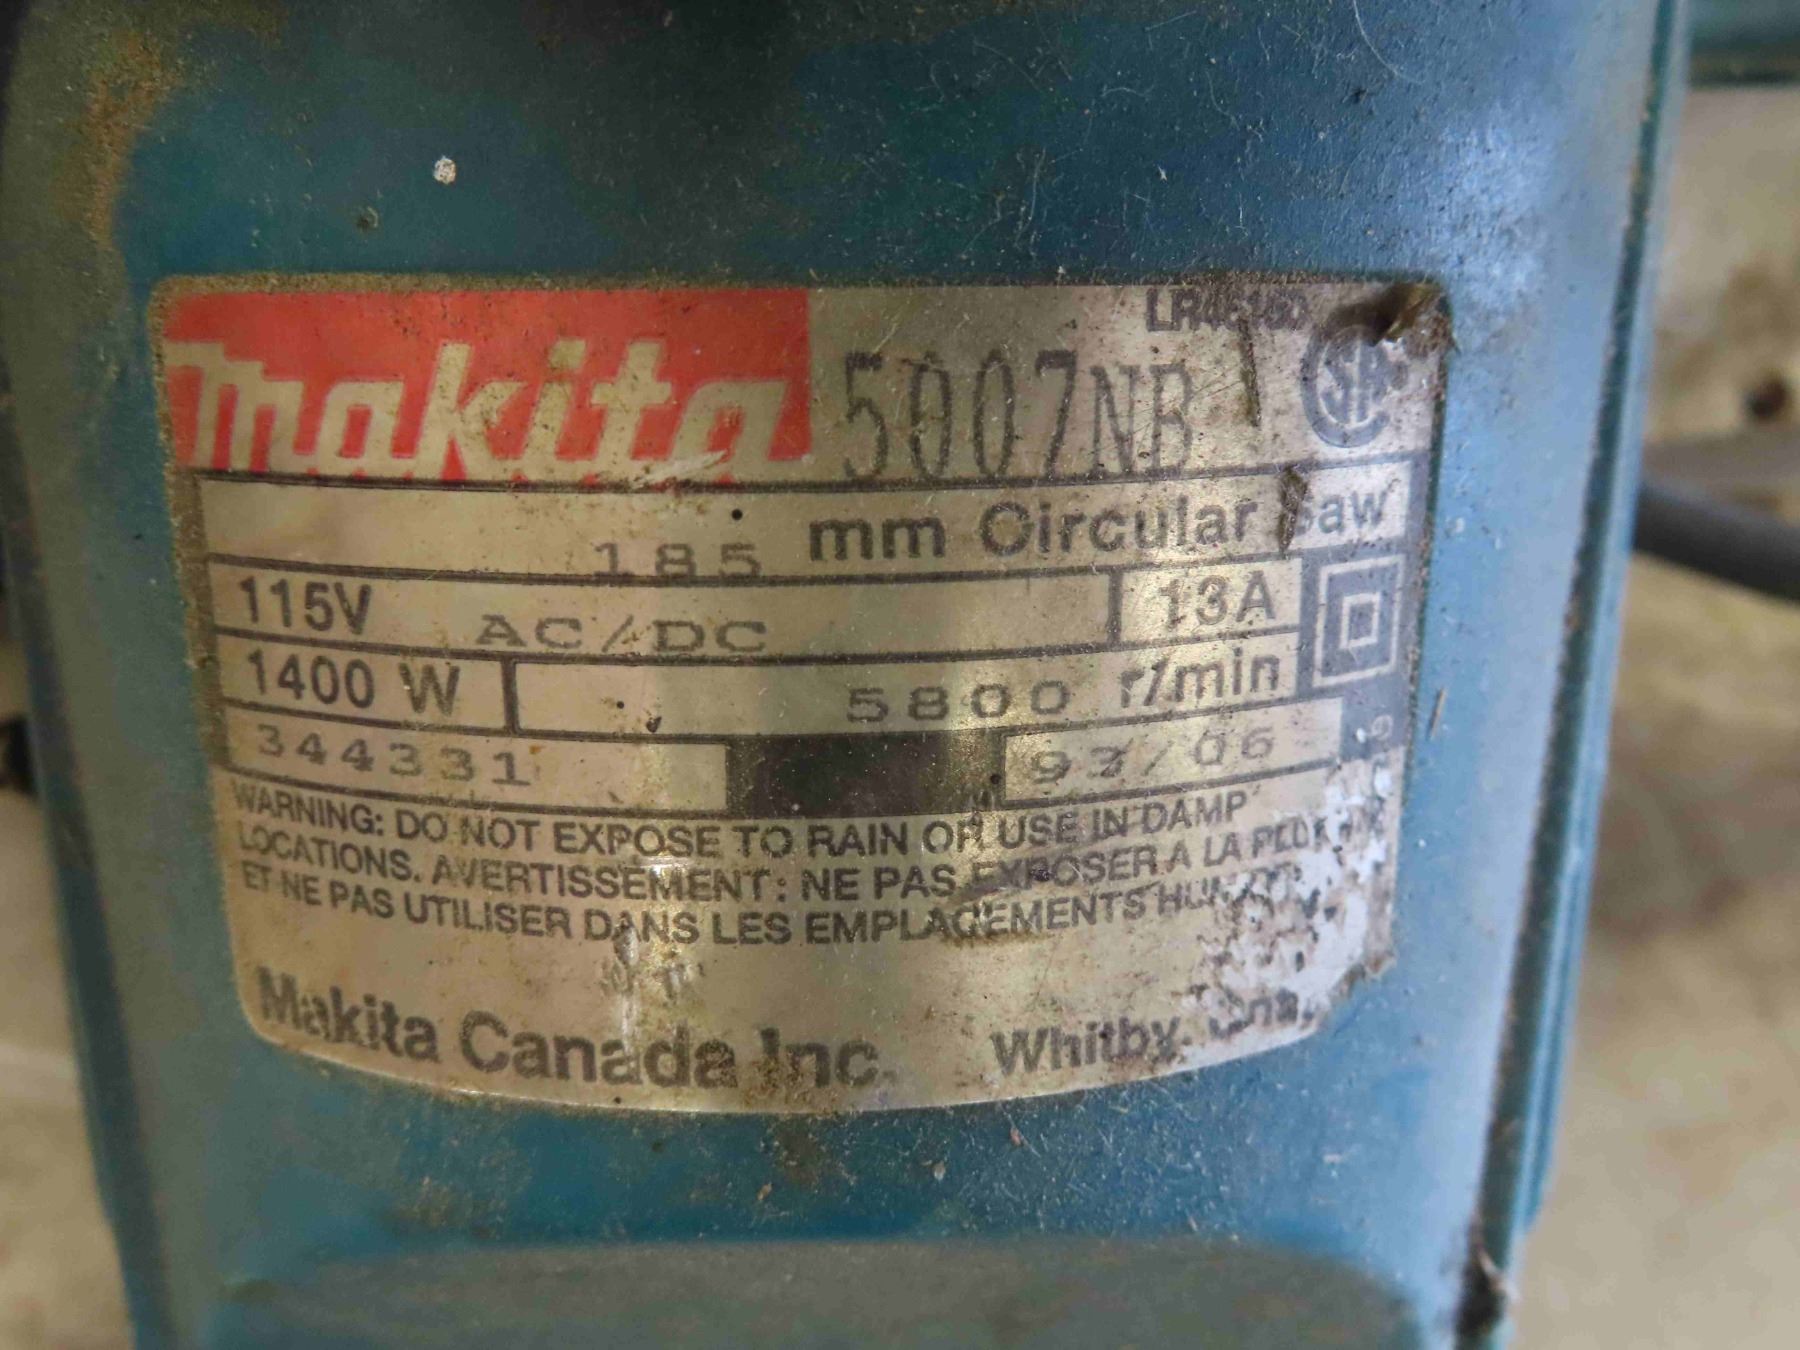 makita 5007NB
185 mm Circular Saw
115V AC/DC 13A
1400 W 5800 r/min
344331 93/06
WARNING: DO NOT EXPOSE TO RAIN OR USE IN DAMP
LOCATIONS. AVERTISSEMENT: NE PAS EXPOSER A LA
ET NE PAS UTILISER DANS LES EMPLACEMENTS
Makita Canada Inc. Whitby,